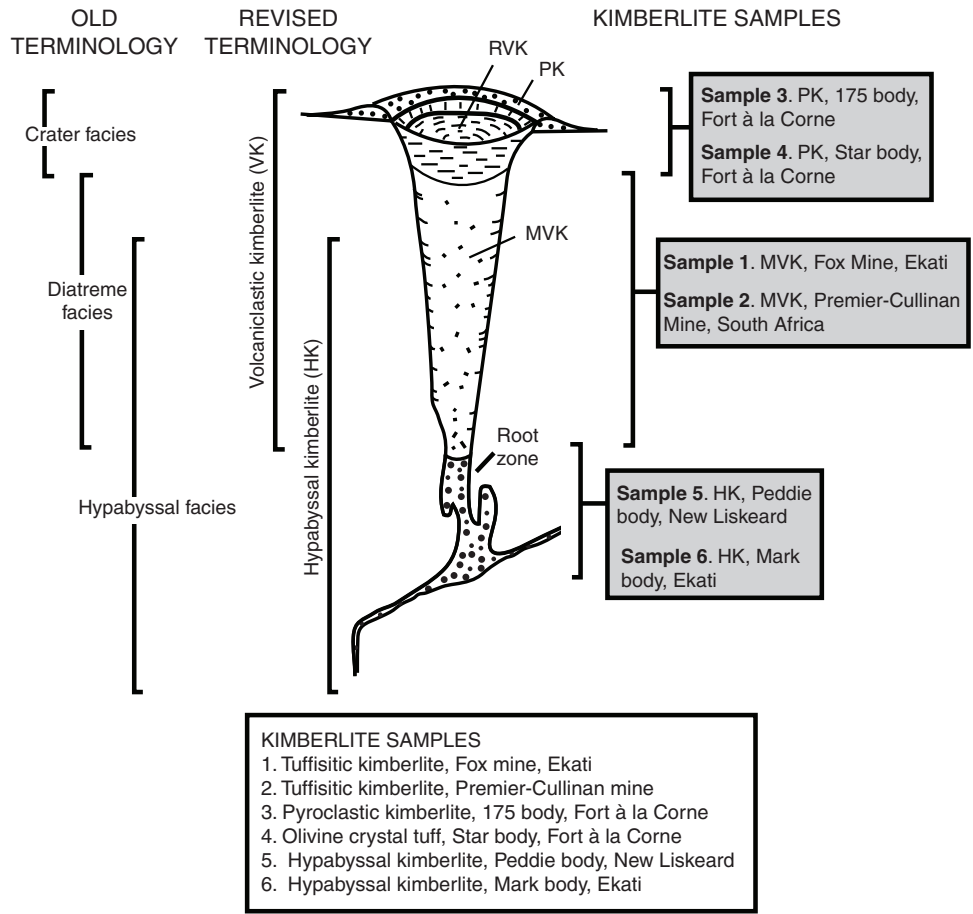 OLD
TERMINOLOGY
REVISED
TERMINOLOGY
KIMBERLITE SAMPLES
RVK
PK
Crater facies
Sample 3. PK, 175 body,
Fort à la Corne
Sample 4. PK, Star body,
Fort à la Corne
Volcaniclastic kimberlite (VK)
MVK
Sample 1. MVK, Fox Mine, Ekati
Sample 2. MVK, Premier-Cullinan
Mine, South Africa
Diatreme
facies
Hypabyssal kimberlite (HK)
Root
zone
Hypabyssal facies
Sample 5. HK, Peddie
body, New Liskeard
Sample 6. HK, Mark
body, Ekati
KIMBERLITE SAMPLES
1. Tuffisitic kimberlite, Fox mine, Ekati
2. Tuffisitic kimberlite, Premier-Cullinan mine
3. Pyroclastic kimberlite, 175 body, Fort à la Corne
4. Olivine crystal tuff, Star body, Fort à la Corne
5. Hypabyssal kimberlite, Peddie body, New Liskeard
6. Hypabyssal kimberlite, Mark body, Ekati